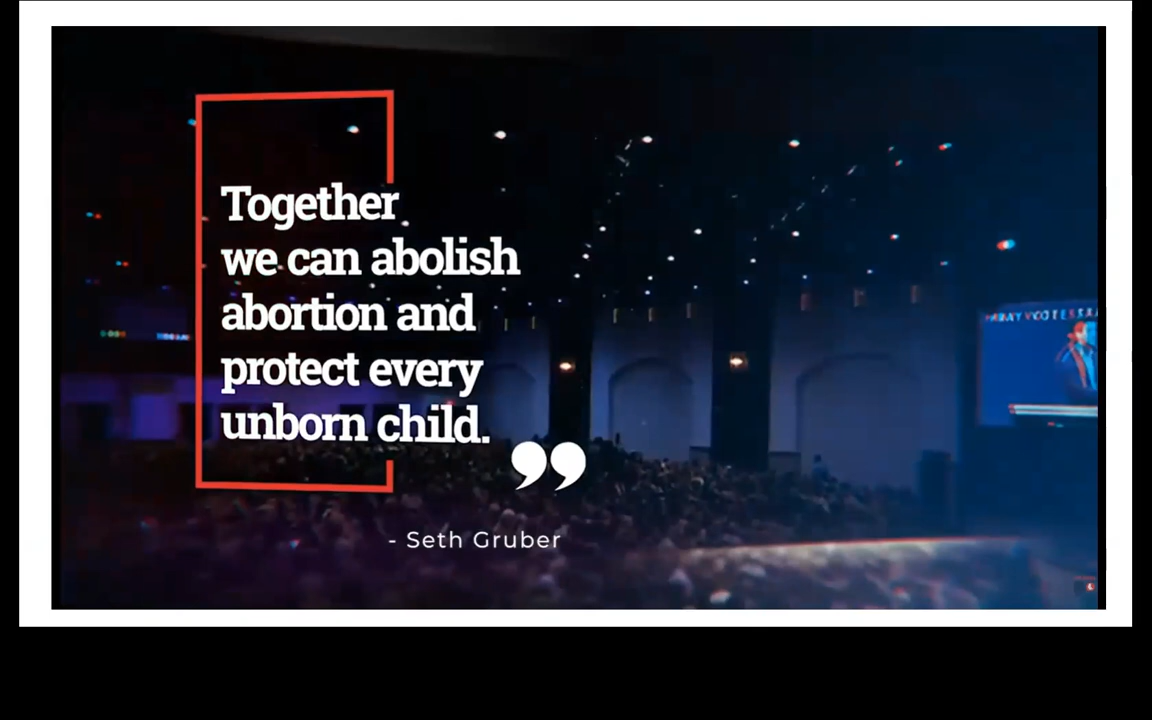 Together
we can abolish
abortion and
protect every
unborn child.
”
- Seth Gruber